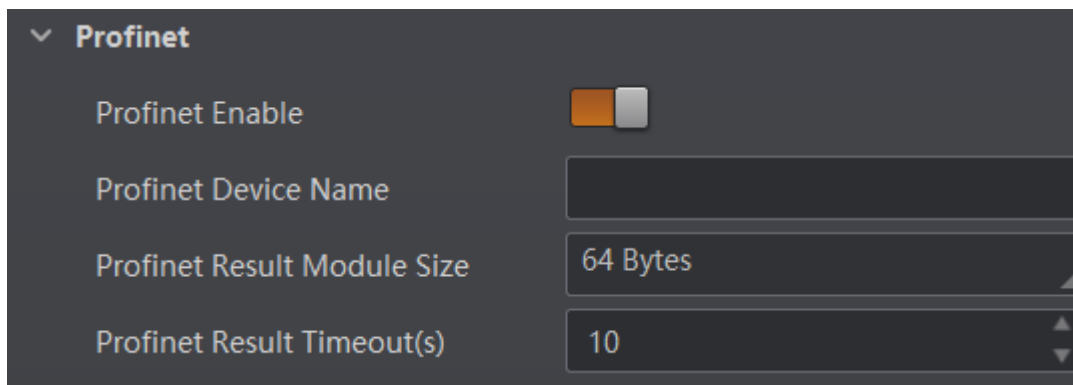 Profinet
Profinet Enable
Profinet Device Name
Profinet Result Module Size 64 Bytes
Profinet Result Timeout(s) 10